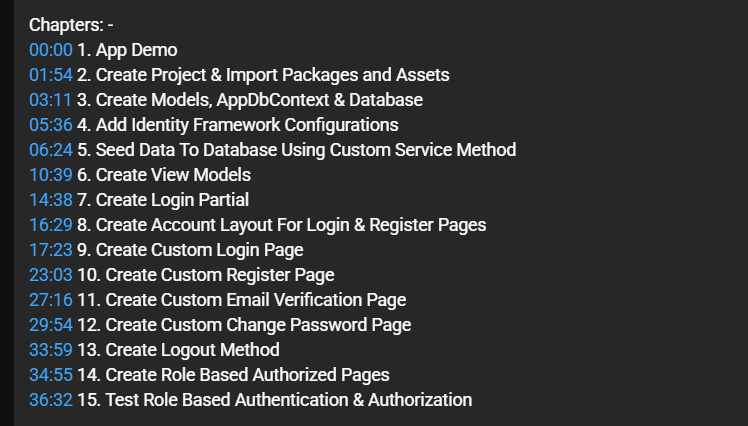 Chapters: -
00:00 1. App Demo
01:54 2. Create Project & Import Packages and Assets
03:11 3. Create Models, AppDbContext & Database
05:36 4. Add Identity Framework Configurations
06:24 5. Seed Data To Database Using Custom Service Method
10:39 6. Create View Models
14:38 7. Create Login Partial
16:29 8. Create Account Layout For Login & Register Pages
17:23 9. Create Custom Login Page
23:03 10. Create Custom Register Page
27:16 11. Create Custom Email Verification Page
29:54 12. Create Custom Change Password Page
33:59 13. Create Logout Method
34:55 14. Create Role Based Authorized Pages
36:32 15. Test Role Based Authentication & Authorization